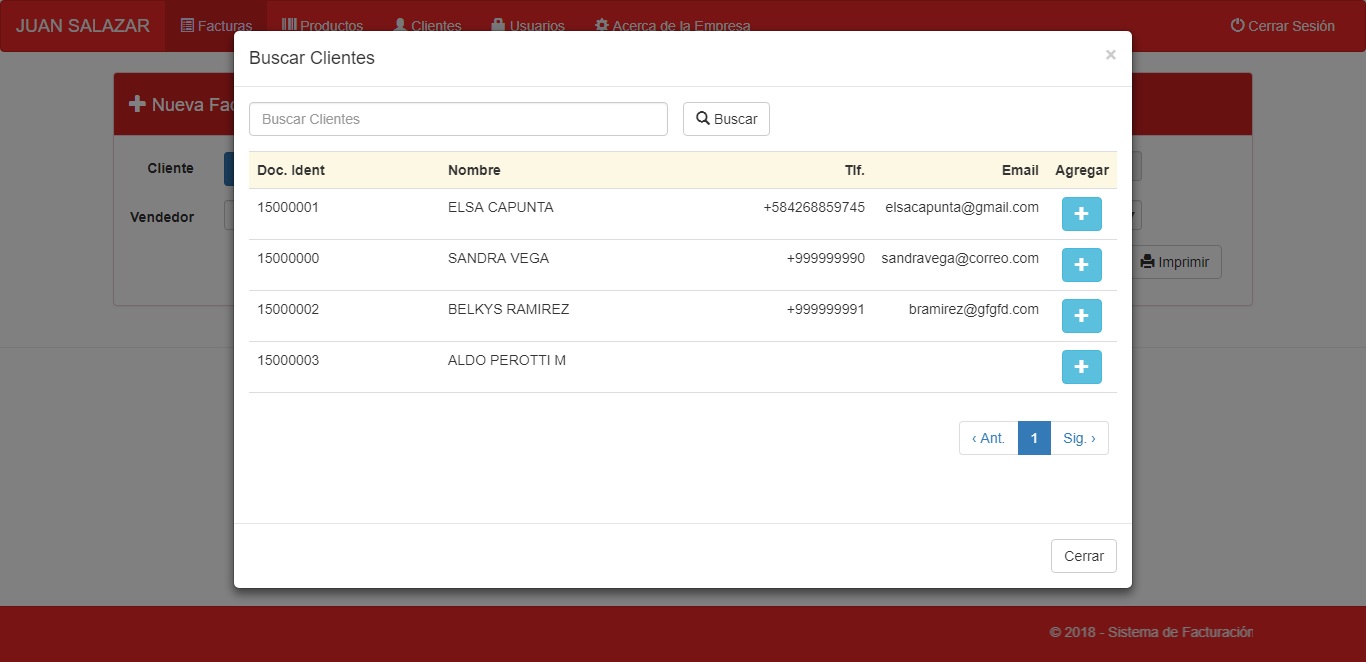 JUAN SALAZAR Facturas Productos Clientes Usuarios Acerca de la Empresa Cerrar Sesión
Buscar Clientes ×
Nueva Fac
Buscar Clientes Buscar
Cliente
Doc. Ident Nombre Tlf. Email Agregar
15000001 ELSA CAPUNTA +584268859745 elsacapunta@gmail.com
Vendedor
15000000 SANDRA VEGA +999999990 sandravega@correo.com
Imprimir
15000002 BELKYS RAMIREZ +999999991 bramirez@gfgfd.com
15000003 ALDO PEROTTI M
‹ Ant. 1 Sig. ›
Cerrar
© 2018 - Sistema de Facturación